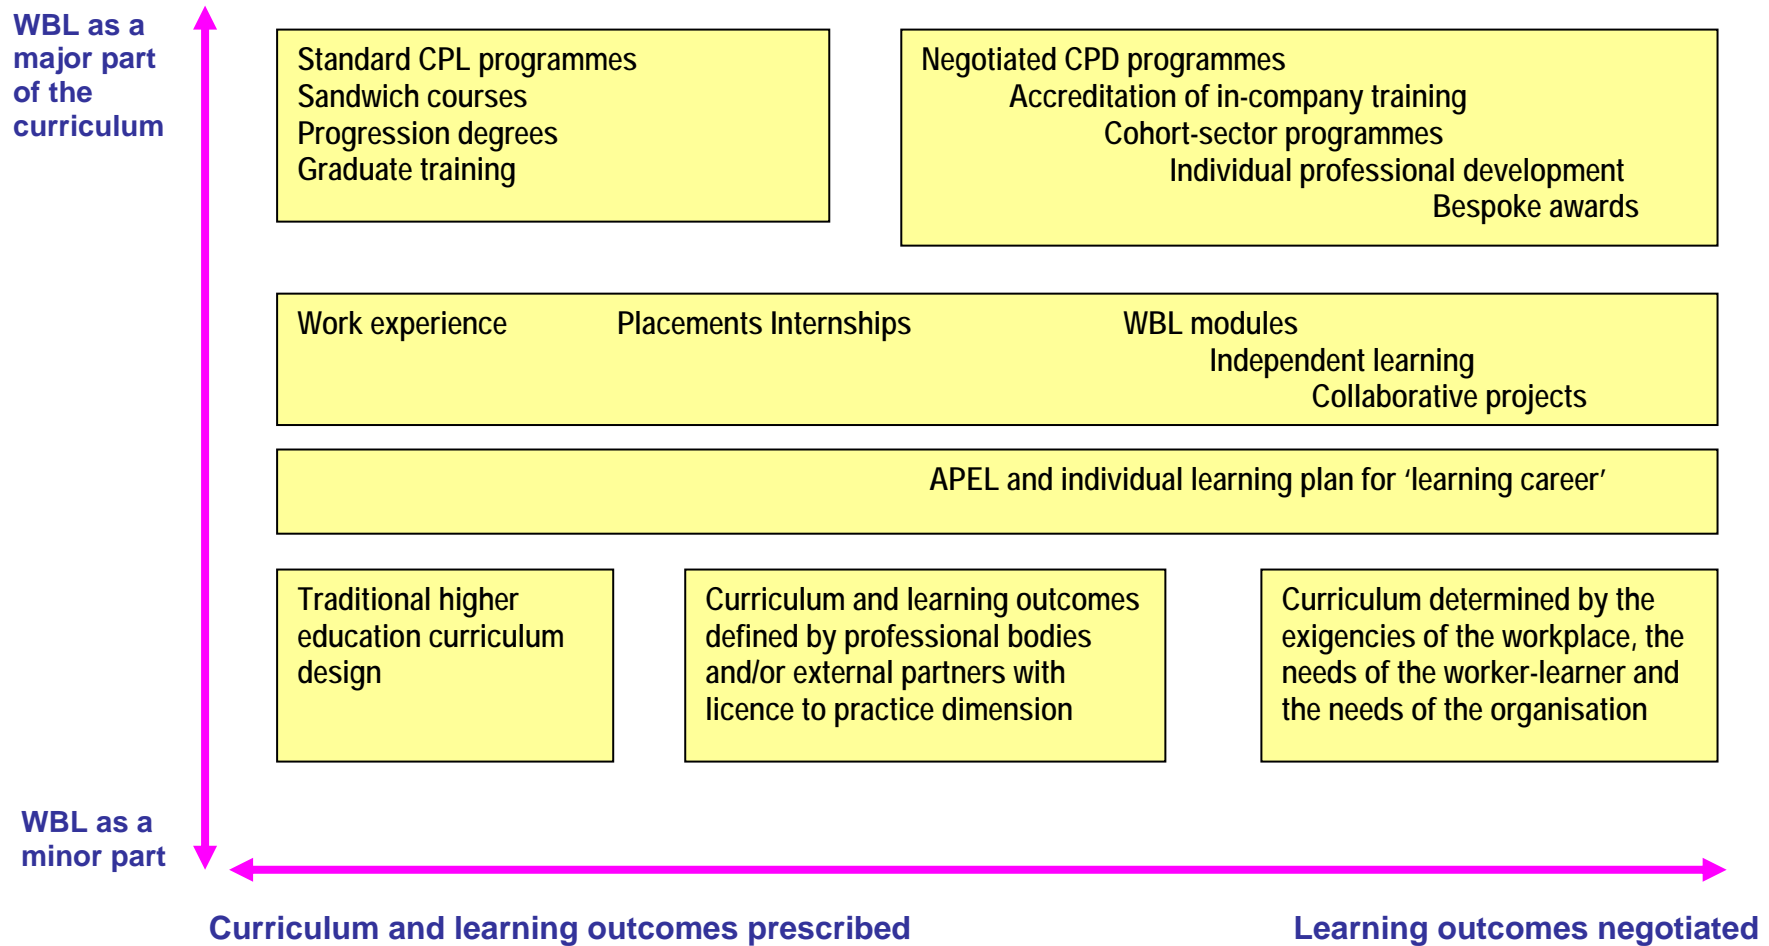 WBL as a
major part
of the
curriculum
Standard CPL programmes
Sandwich courses
Progression degrees
Graduate training
Negotiated CPD programmes
Accreditation of in-company training
Cohort-sector programmes
Individual professional development
Bespoke awards
Work experience Placements Internships WBL modules
Independent learning
Collaborative projects
APEL and individual learning plan for ‘learning career’
Traditional higher
education curriculum
design
Curriculum and learning outcomes
defined by professional bodies
and/or external partners with
licence to practice dimension
Curriculum determined by the
exigencies of the workplace, the
needs of the worker-learner and
the needs of the organisation
WBL as a
minor part
Curriculum and learning outcomes prescribed
Learning outcomes negotiated